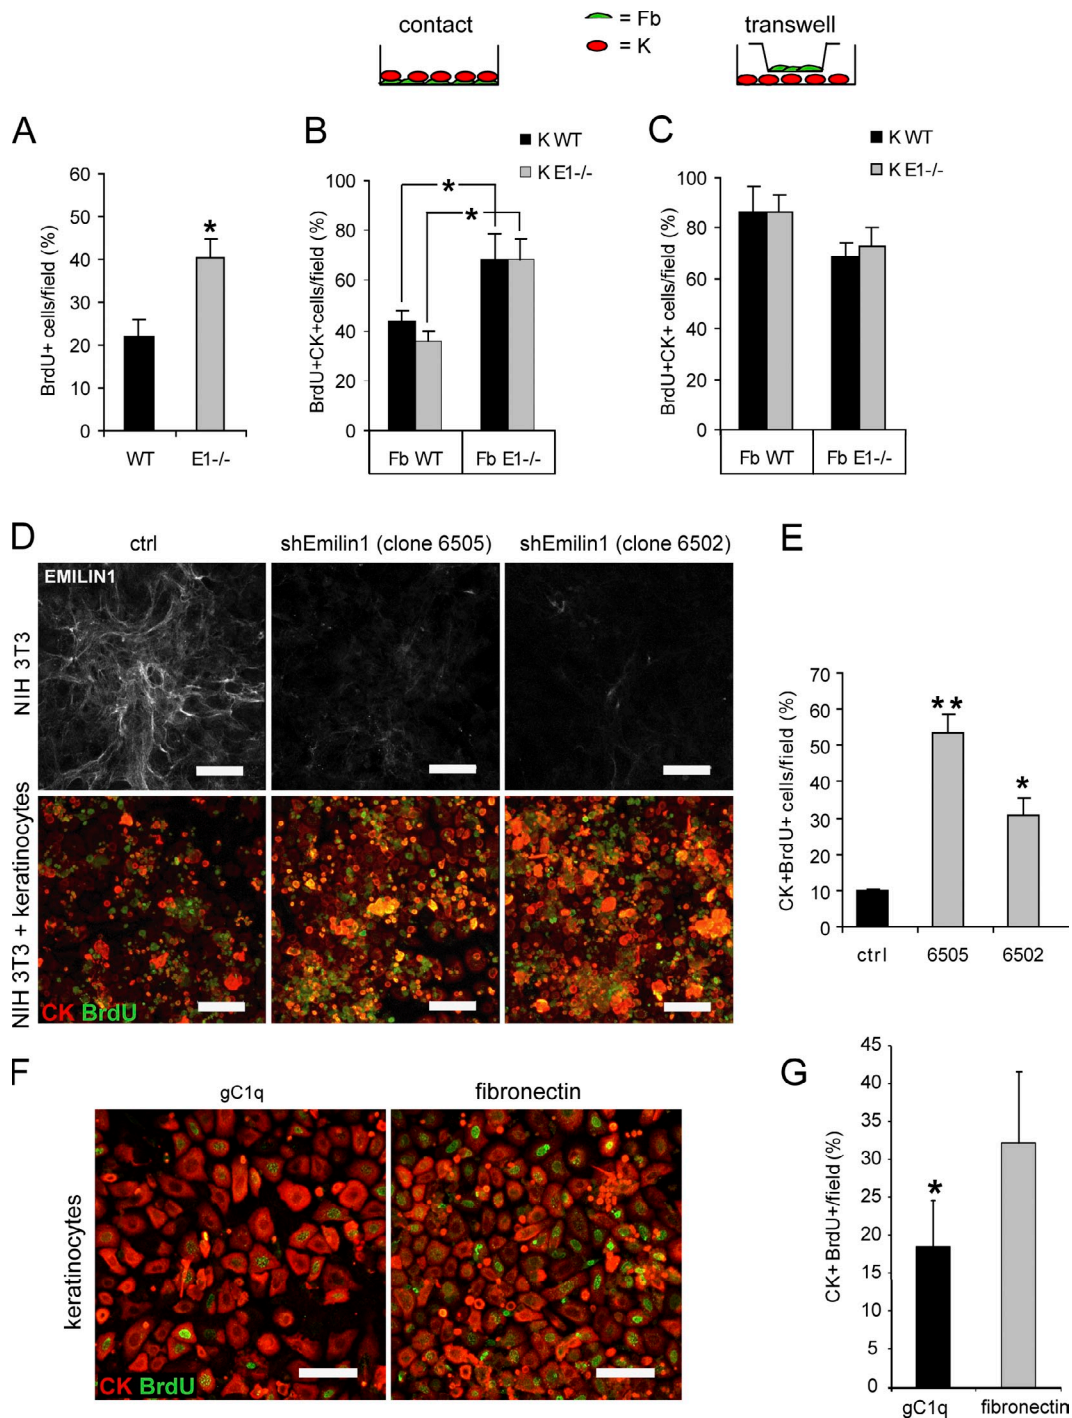 contact
= Fb
= K
transwell
A
BrdU+ cells/field (%)
60
50
40
30
20
10
0
*
WT
E1-/-
B
K WT
K E1-/-
BrdU+CK+cells/field (%)
100
80
60
40
20
0
*
*
Fb WT
Fb E1-/-
C
K WT
K E1-/-
BrdU+CK+ cells/field (%)
100
80
60
40
20
0
Fb WT
Fb E1-/-
D
ctrl
shEmilin1 (clone 6505)
shEmilin1 (clone 6502)
NIH 3T3
EMILIN1
NIH 3T3 + keratinocytes
CK BrdU
E
CK+BrdU+ cells/field (%)
70
60
50
40
30
20
10
0
**
*
ctrl
6505
6502
F
gC1q
fibronectin
keratinocytes
CK BrdU
G
CK+ BrdU+/field (%)
45
40
35
30
25
20
15
10
5
0
*
gC1q
fibronectin